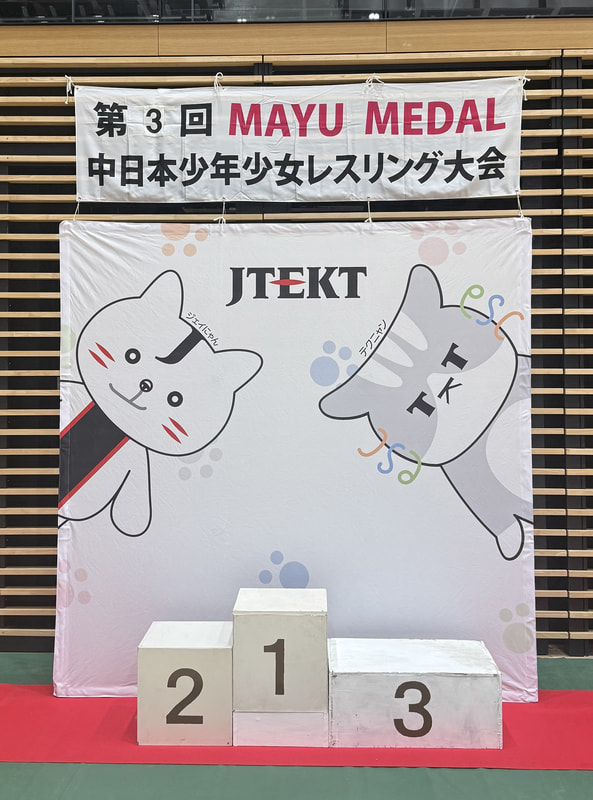 第3回 MAYU MEDAL
中日本少年少女レスリング大会
JTEKT
ジェイにゃん
テクニャン
2
1
3